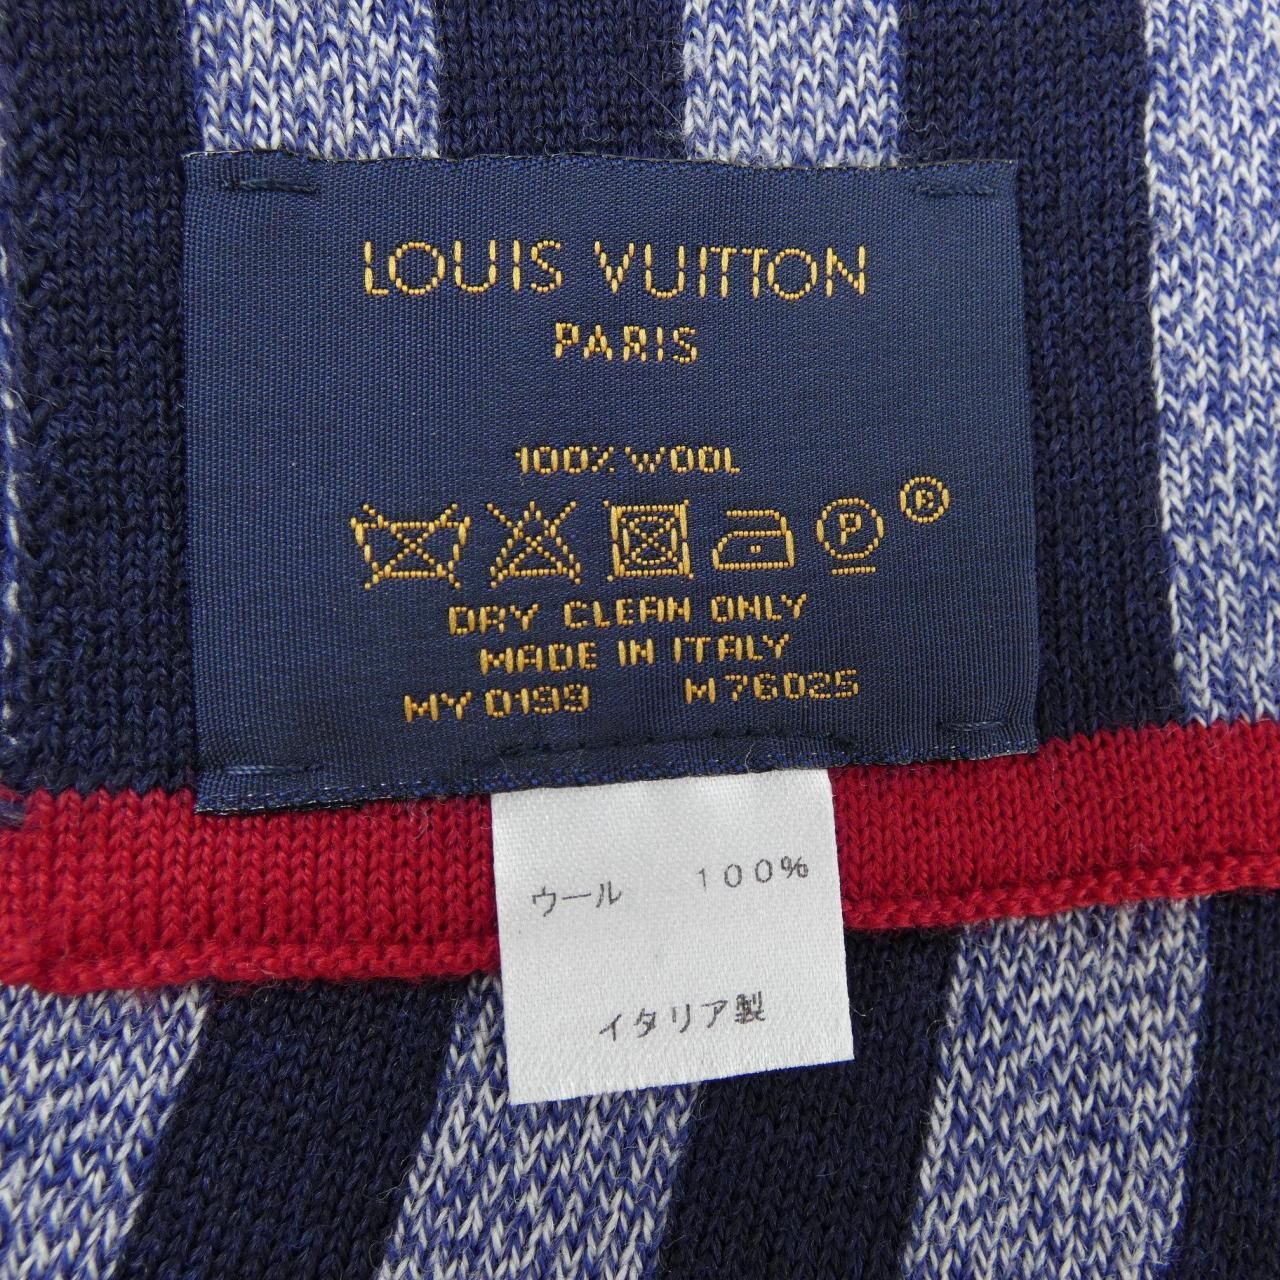 LOUIS VUITTON
PARIS
100% WOOL
P
DRY CLEAN ONLY
MADE IN ITALY
MY 0199 M76025
ウール 100%
イタリア製